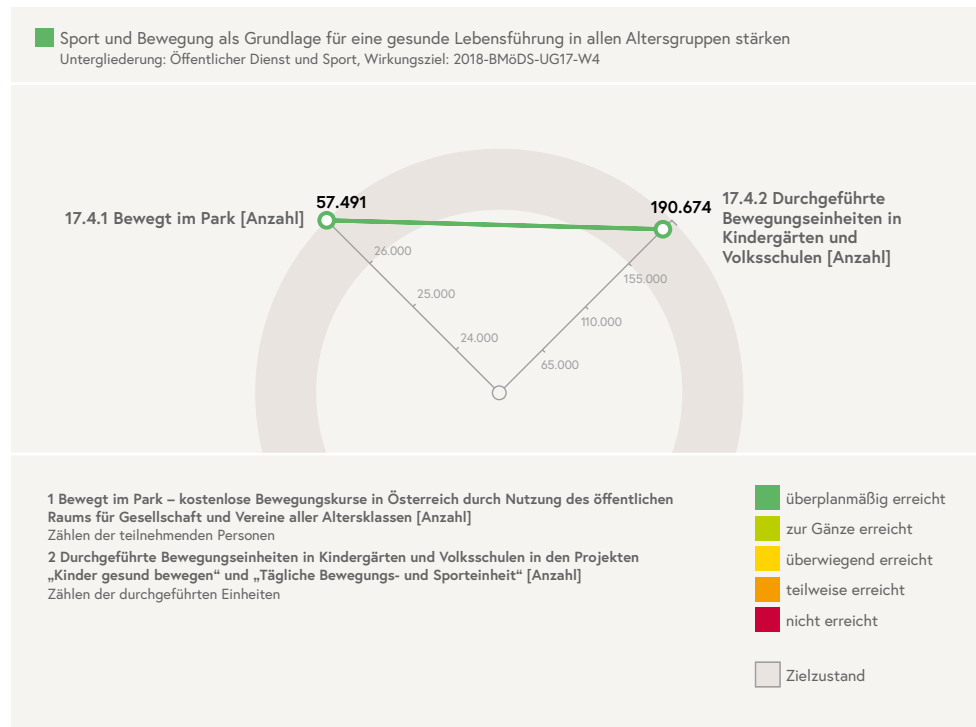 Sport und Bewegung als Grundlage für eine gesunde Lebensführung in allen Altersgruppen stärken
Untergliederung: Öffentlicher Dienst und Sport, Wirkungsziel: 2018-BMöDS-UG17-W4
57.491
17.4.1 Bewegt im Park [Anzahl]
190.674
17.4.2 Durchgeführte
Bewegungseinheiten in
Kindergärten und
Volksschulen [Anzahl]
26.000
25.000
24.000
155.000
110.000
65.000
1 Bewegt im Park – kostenlose Bewegungskurse in Österreich durch Nutzung des öffentlichen
Raums für Gesellschaft und Vereine aller Altersklassen [Anzahl]
Zählen der teilnehmenden Personen
2 Durchgeführte Bewegungseinheiten in Kindergärten und Volksschulen in den Projekten
„Kinder gesund bewegen“ und „Tägliche Bewegungs- und Sporteinheit“ [Anzahl]
Zählen der durchgeführten Einheiten
überplanmäßig erreicht
zur Gänze erreicht
überwiegend erreicht
teilweise erreicht
nicht erreicht
Zielzustand